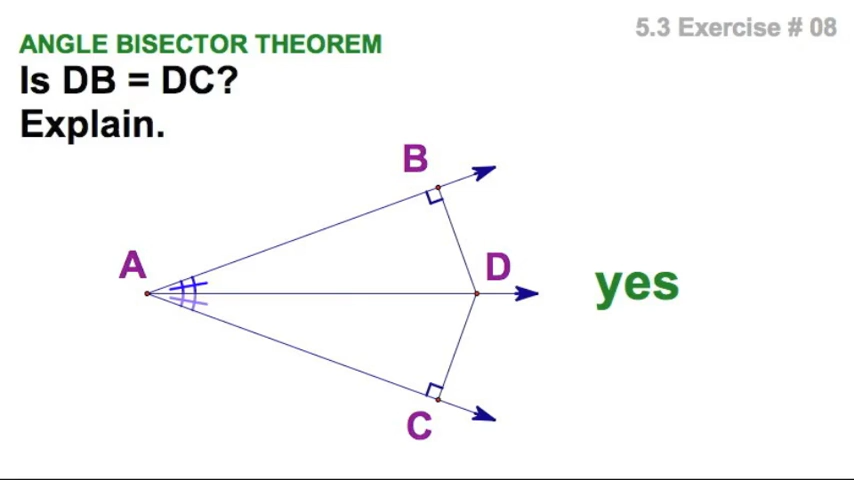 5.3 Exercise # 08
ANGLE BISECTOR THEOREM
Is DB = DC?
Explain.
B
A
D
yes
C